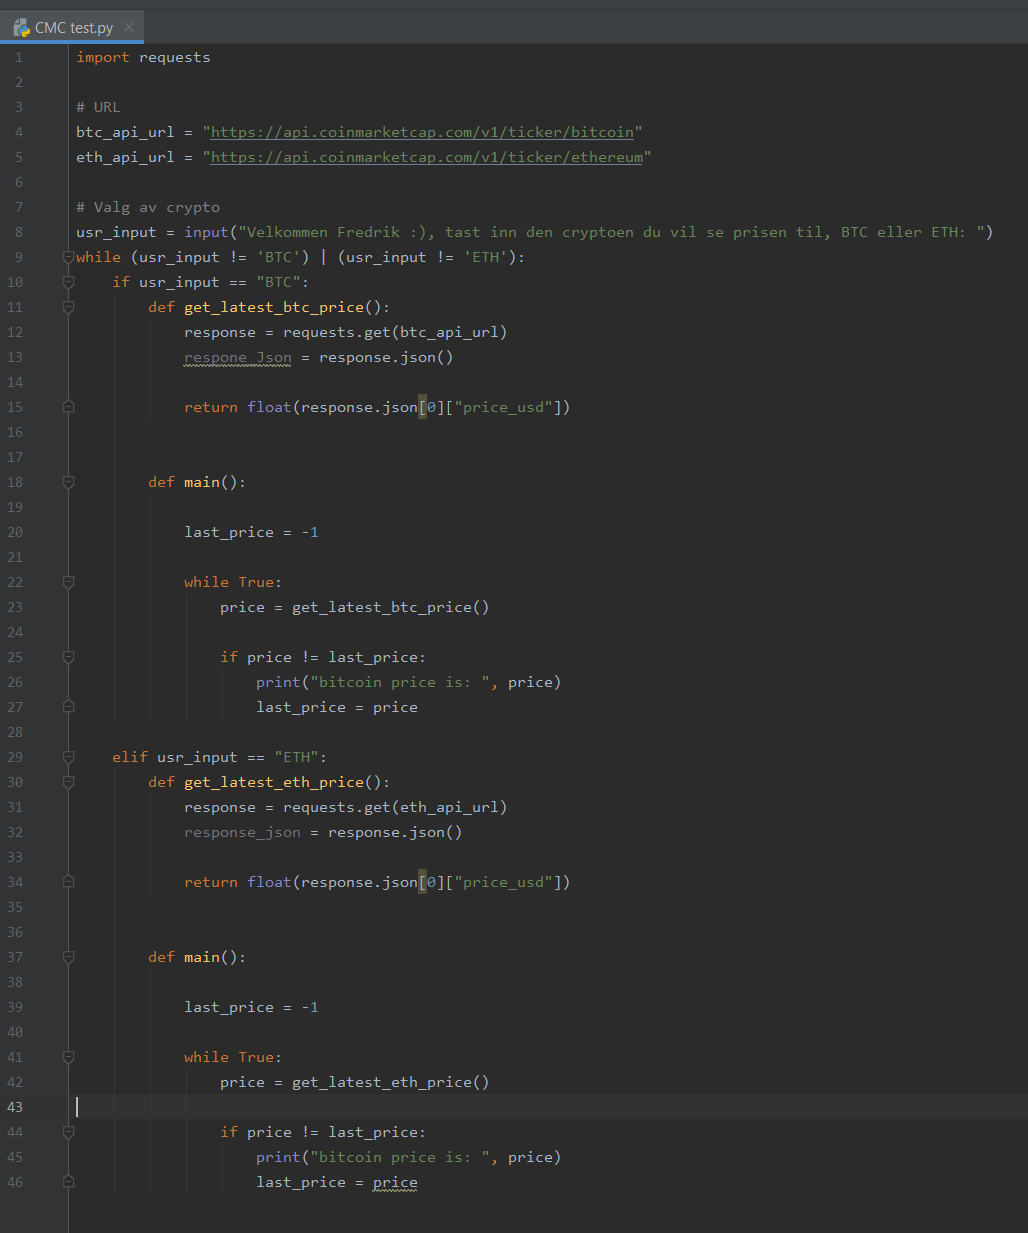 CMC test.py
1 import requests
2
3 # URL
4 btc_api_url = "https://api.coinmarketcap.com/v1/ticker/bitcoin"
5 eth_api_url = "https://api.coinmarketcap.com/v1/ticker/ethereum"
6
7 # Valg av crypto
8 usr_input = input("Velkommen Fredrik :), tast inn den cryptoen du vil se prisen til, BTC eller ETH: ")
9 while (usr_input != 'BTC') | (usr_input != 'ETH'):
10     if usr_input == "BTC":
11         def get_latest_btc_price():
12             response = requests.get(btc_api_url)
13             respone_Json = response.json()
14
15             return float(response.json[0]["price_usd"])
16
17
18         def main():
19
20             last_price = -1
21
22             while True:
23                 price = get_latest_btc_price()
24
25                 if price != last_price:
26                     print("bitcoin price is: ", price)
27                     last_price = price
28
29     elif usr_input == "ETH":
30         def get_latest_eth_price():
31             response = requests.get(eth_api_url)
32             response_json = response.json()
33
34             return float(response.json[0]["price_usd"])
35
36
37         def main():
38
39             last_price = -1
40
41             while True:
42                 price = get_latest_eth_price()
43
44                 if price != last_price:
45                     print("bitcoin price is: ", price)
46                     last_price = price